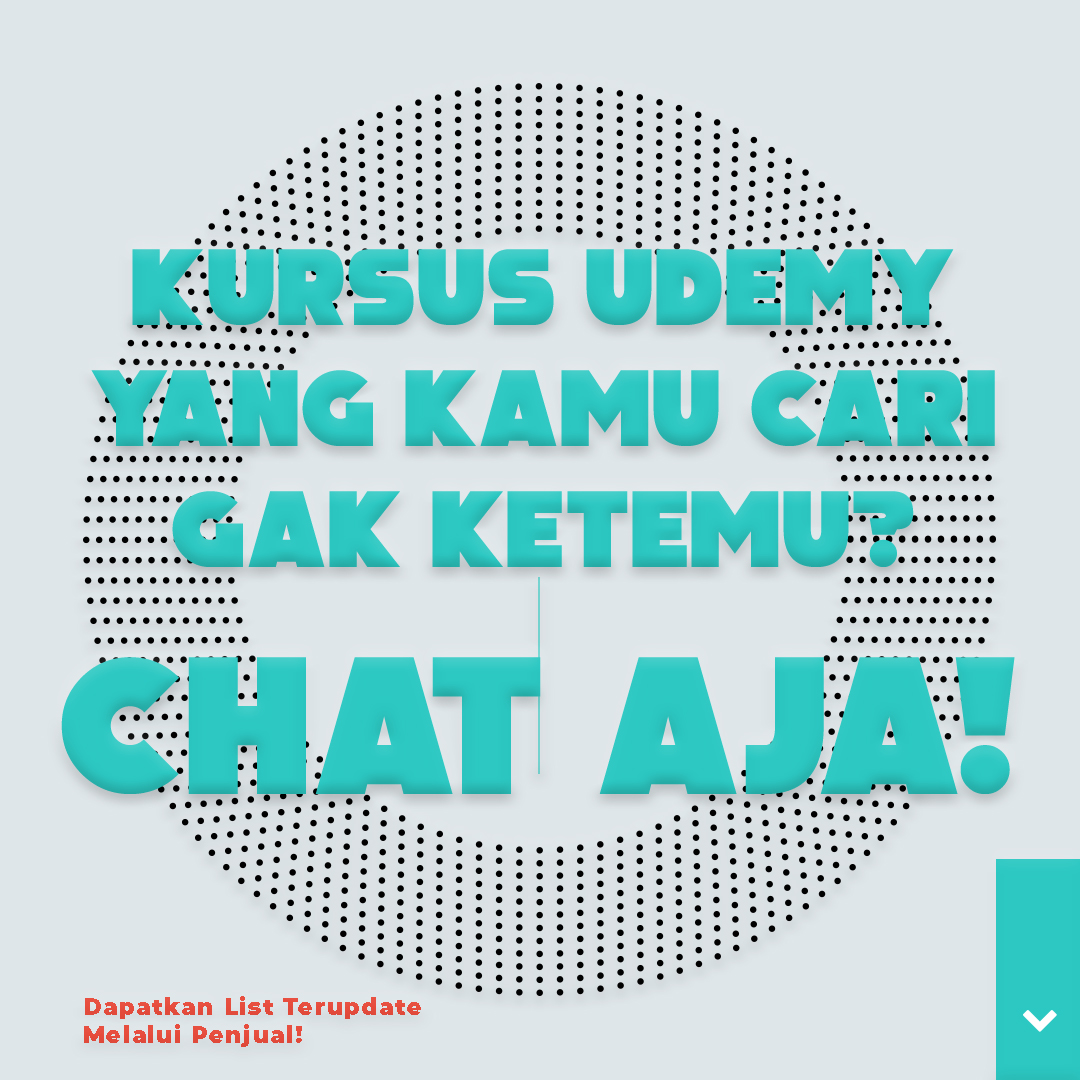 KURSUS UDEMY
YANG KAMU CARI
GAK KETEMU?
CHAT AJA!
Dapatkan List Terupdate
Melalui Penjual!